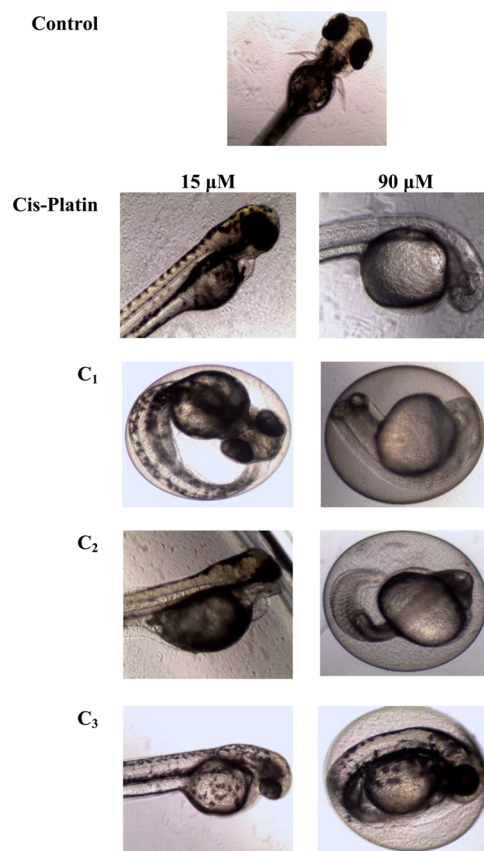 Control
15 µM 90 µM
Cis-Platin
C₁
C₂
C₃